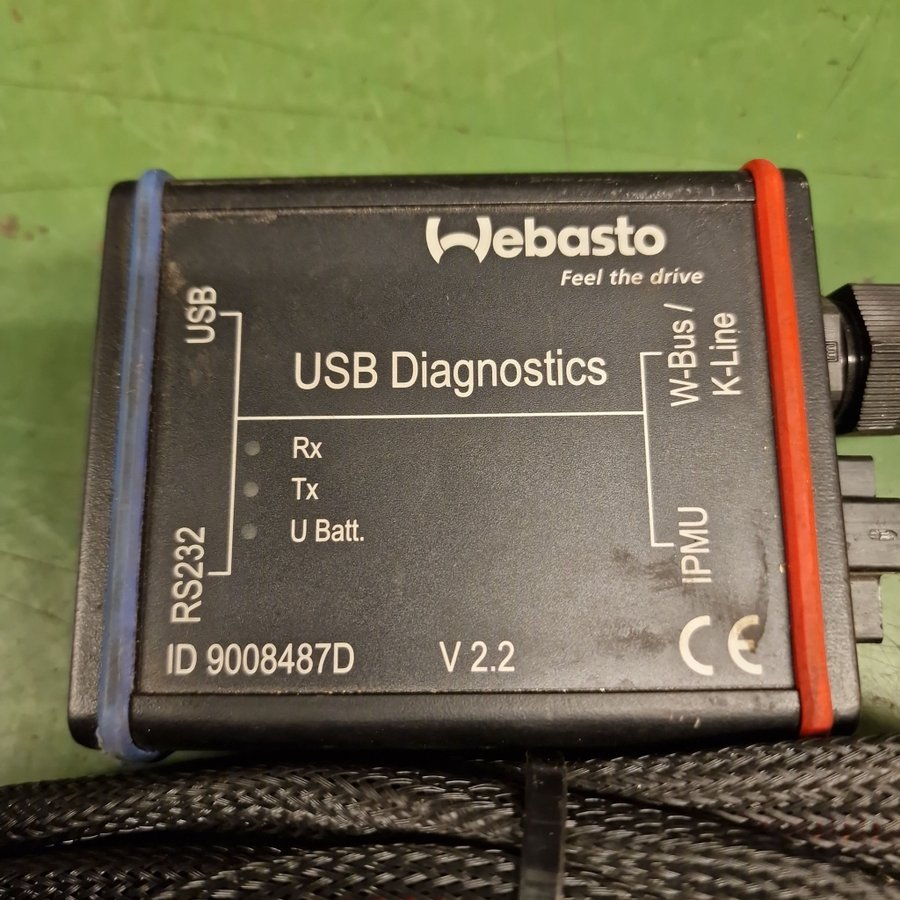 Webasto
Feel the drive
USB
USB Diagnostics
W-Bus /
K-Line
Rx
Tx
U Batt.
RS232
IPMU
ID 9008487D
V 2.2
CE